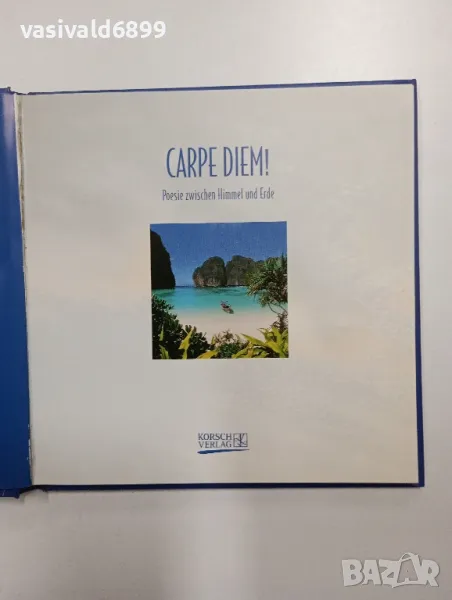 vasivald6899
CARPE DIEM!
Poesie zwischen Himmel und Erde
KORSCH
VERLAG
BAZAR